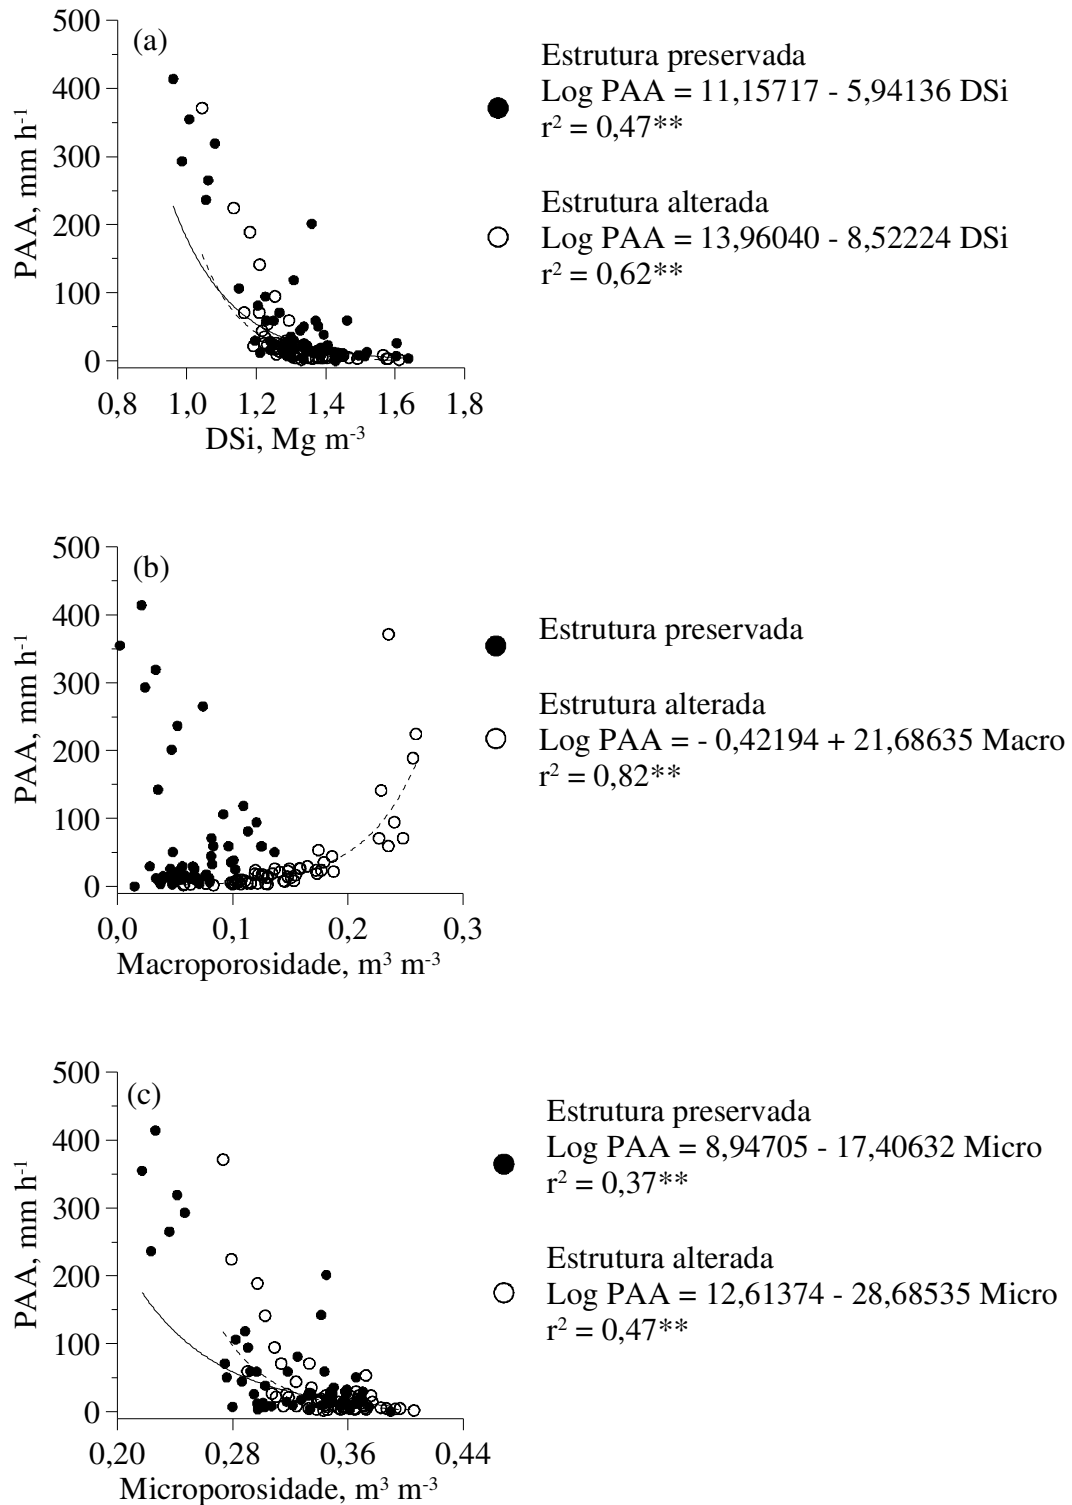 (a)
PAA, mm h⁻¹
500
400
300
200
100
0
0,8 1,0 1,2 1,4 1,6 1,8
DSi, Mg m⁻³
Estrutura preservada
Log PAA = 11,15717 - 5,94136 DSi
r² = 0,47**
Estrutura alterada
Log PAA = 13,96040 - 8,52224 DSi
r² = 0,62**
(b)
PAA, mm h⁻¹
500
400
300
200
100
0
0,0 0,1 0,2 0,3
Macroporosidade, m³ m⁻³
Estrutura preservada
Estrutura alterada
Log PAA = - 0,42194 + 21,68635 Macro
r² = 0,82**
(c)
PAA, mm h⁻¹
500
400
300
200
100
0
0,20 0,28 0,36 0,44
Microporosidade, m³ m⁻³
Estrutura preservada
Log PAA = 8,94705 - 17,40632 Micro
r² = 0,37**
Estrutura alterada
Log PAA = 12,61374 - 28,68535 Micro
r² = 0,47**